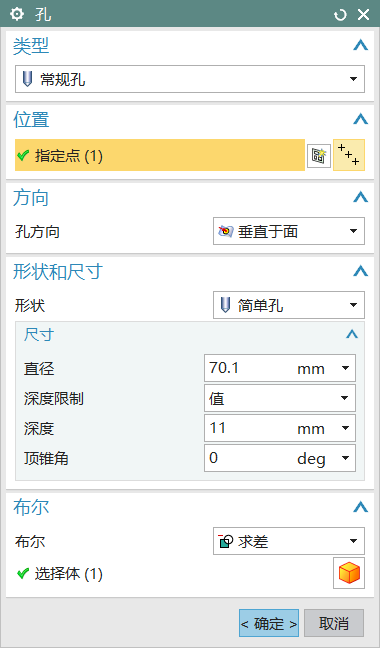 孔
类型
常规孔
位置
指定点 (1)
方向
孔方向 垂直于面
形状和尺寸
形状 简单孔
尺寸
直径 70.1 mm
深度限制 值
深度 11 mm
顶锥角 0 deg
布尔
布尔 求差
选择体 (1)
< 确定 > 取消